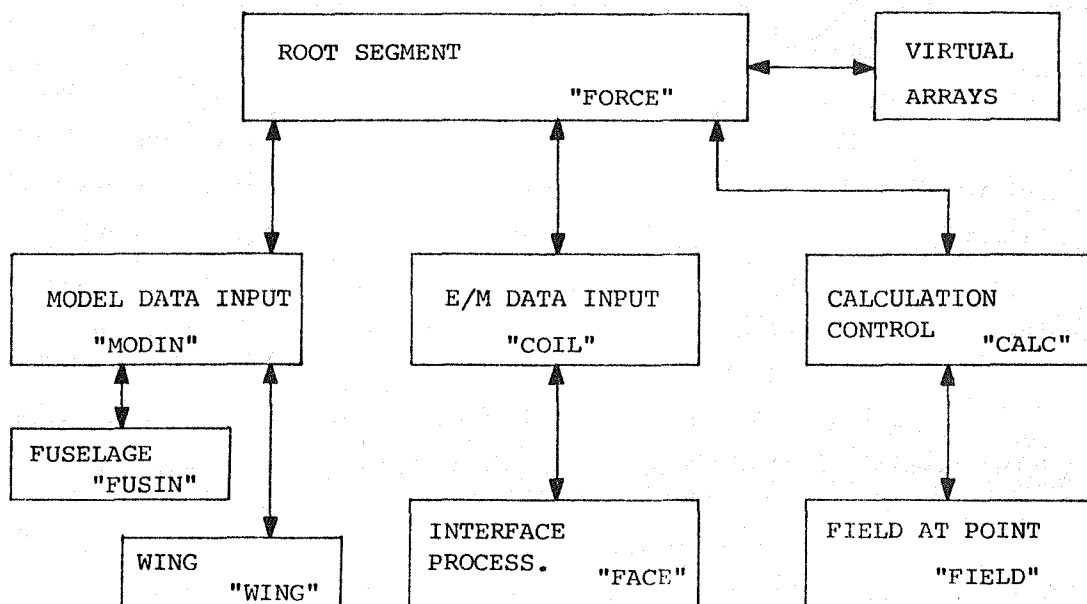 ROOT SEGMENT
"FORCE"
VIRTUAL
ARRAYS
MODEL DATA INPUT
"MODIN"
E/M DATA INPUT
"COIL"
CALCULATION
CONTROL "CALC"
FUSELAGE
"FUSIN"
WING
"WING"
INTERFACE
PROCESS. "FACE"
FIELD AT POINT
"FIELD"